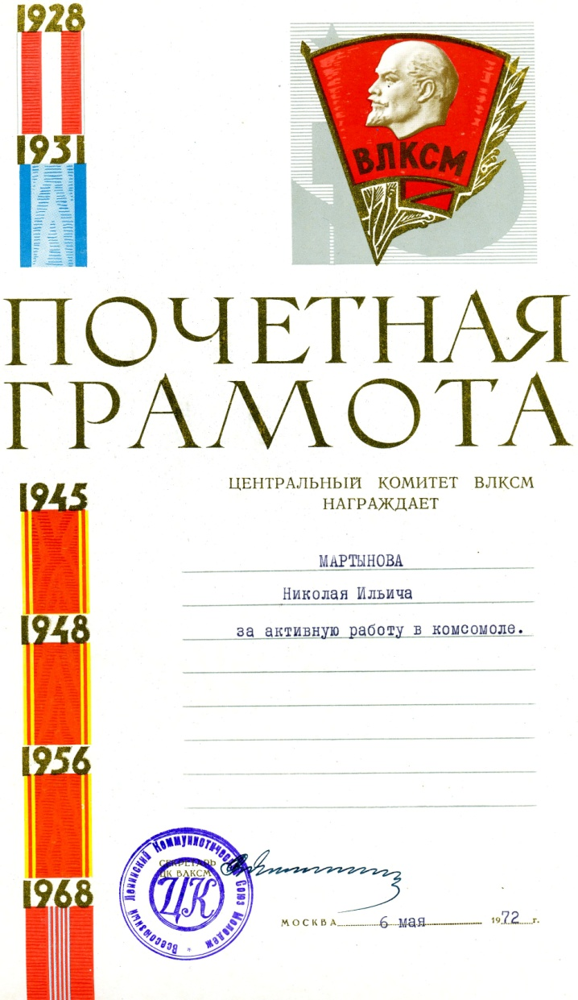 1928
1931
ВЛКСМ
ПОЧЕТНАЯ
ГРАМОТА
ЦЕНТРАЛЬНЫЙ КОМИТЕТ ВЛКСМ
НАГРАЖДАЕТ
МАРТЫНОВА
Николая Ильича
за активную работу в комсомоле.
1945
1948
1956
1968
СЕКРЕТАРЬ
ЦК ВЛКСМ
Всесоюзный Ленинский Коммунистический Союз Молодежи
ЦК
МОСКВА 6 мая 1972 г.